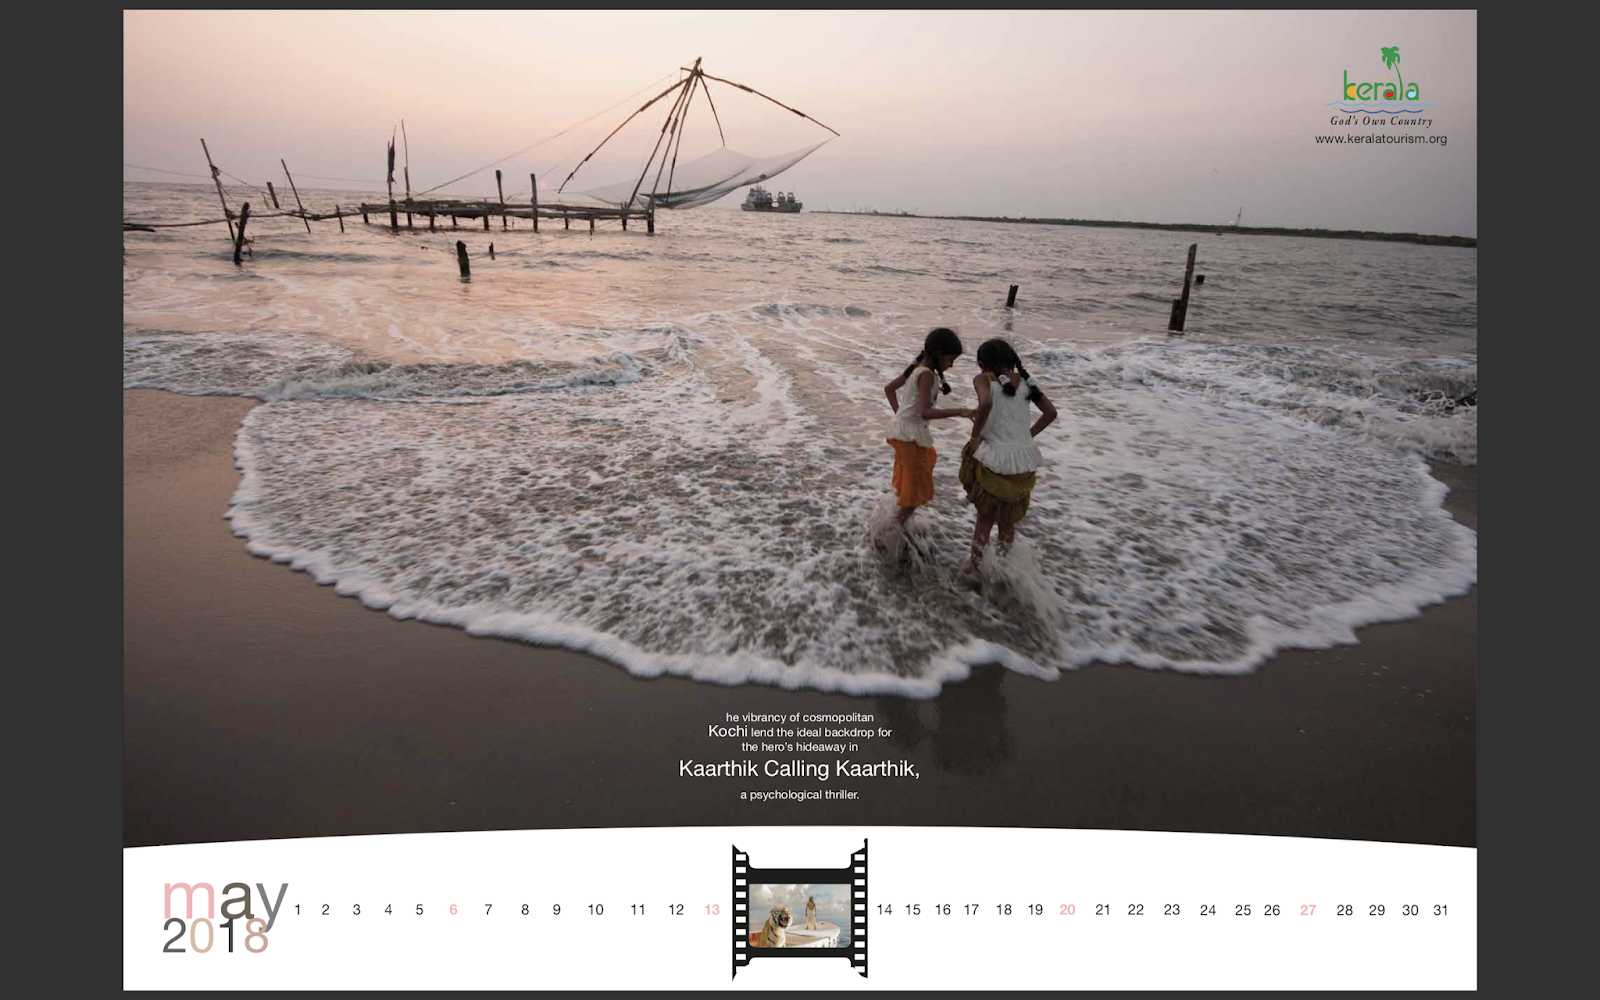 kerala
God's Own Country
www.keralatourism.org
he vibrancy of cosmopolitan
Kochi lend the ideal backdrop for
the hero's hideaway in
Kaarthik Calling Kaarthik,
a psychological thriller.
may
2018
1 2 3 4 5 6 7 8 9 10 11 12 13 14 15 16 17 18 19 20 21 22 23 24 25 26 27 28 29 30 31